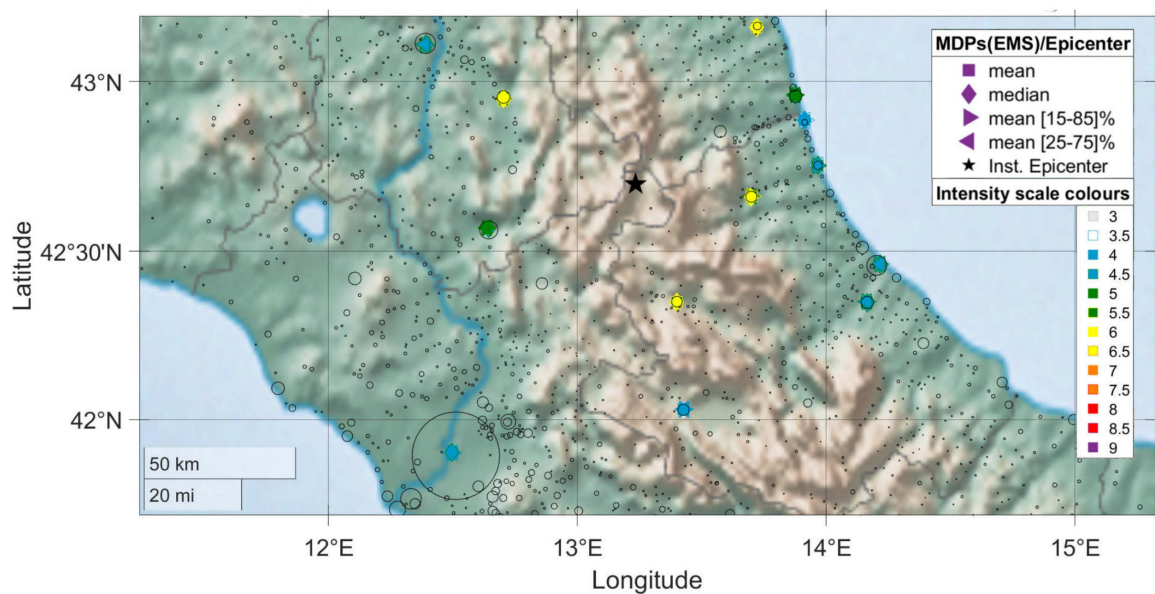 43°N
42°30'N
42°N
Latitude
12°E
13°E
14°E
15°E
Longitude
50 km
20 mi
MDPs(EMS)/Epicenter
mean
median
mean [15-85]%
mean [25-75]%
Inst. Epicenter
Intensity scale colours
3
3.5
4
4.5
5
5.5
6
6.5
7
7.5
8
8.5
9